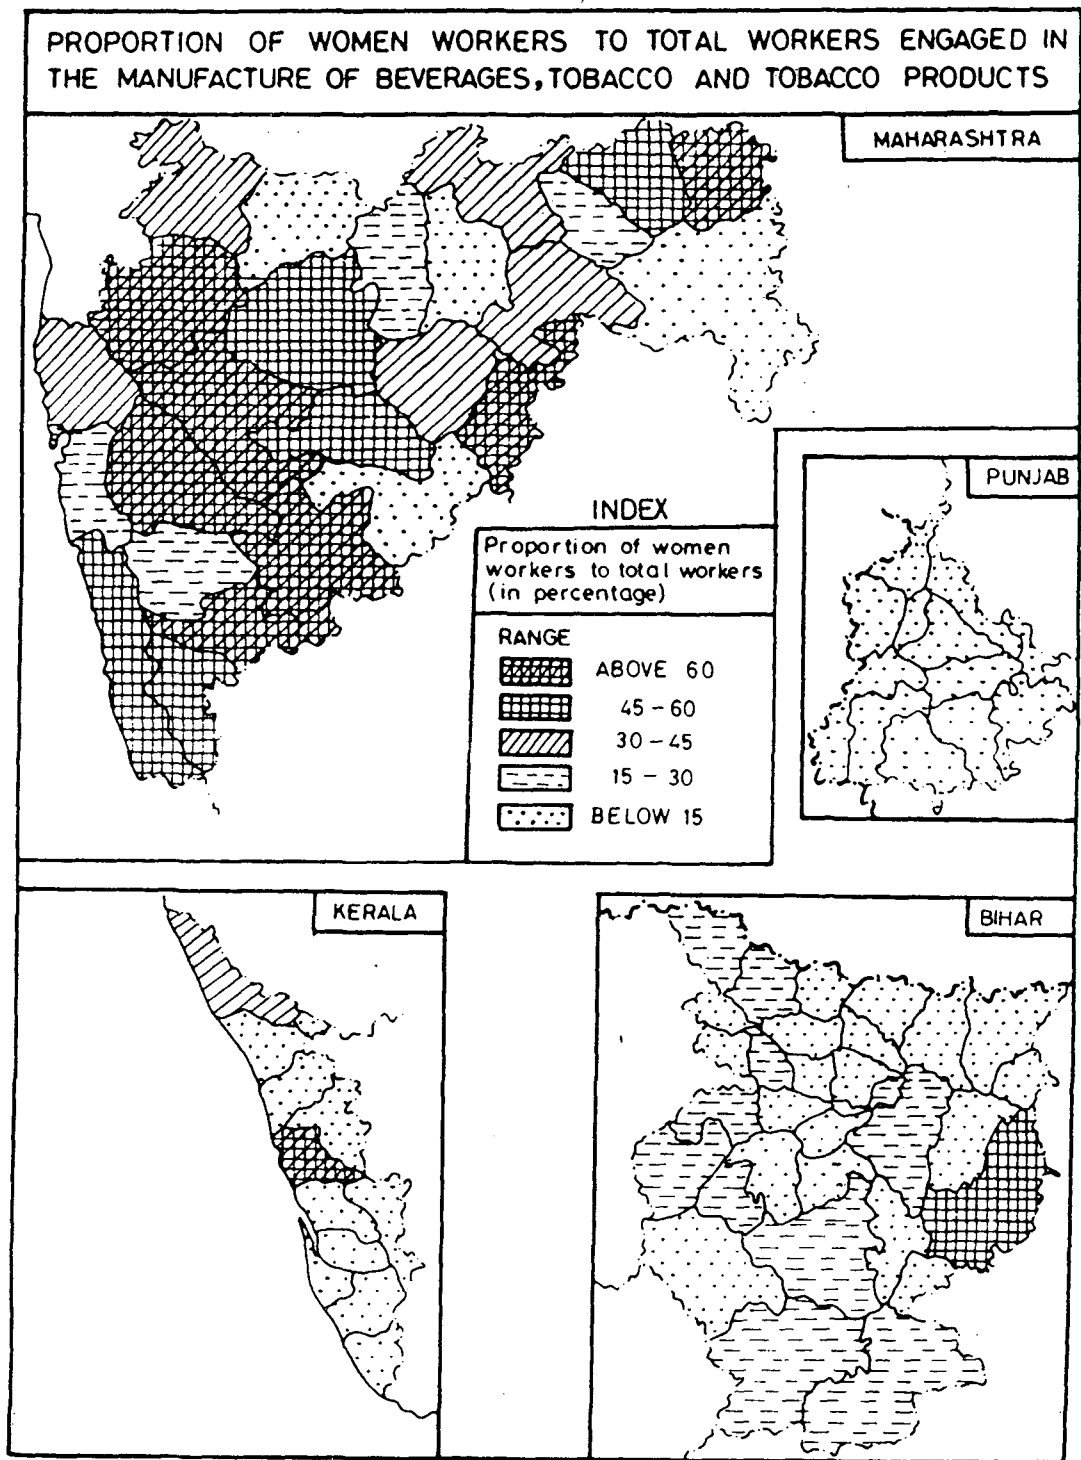 PROPORTION OF WOMEN WORKERS TO TOTAL WORKERS ENGAGED IN
THE MANUFACTURE OF BEVERAGES, TOBACCO AND TOBACCO PRODUCTS
MAHARASHTRA
PUNJAB
INDEX
Proportion of women
workers to total workers
(in percentage)
RANGE
ABOVE 60
45 - 60
30 - 45
15 - 30
BELOW 15
KERALA
BIHAR